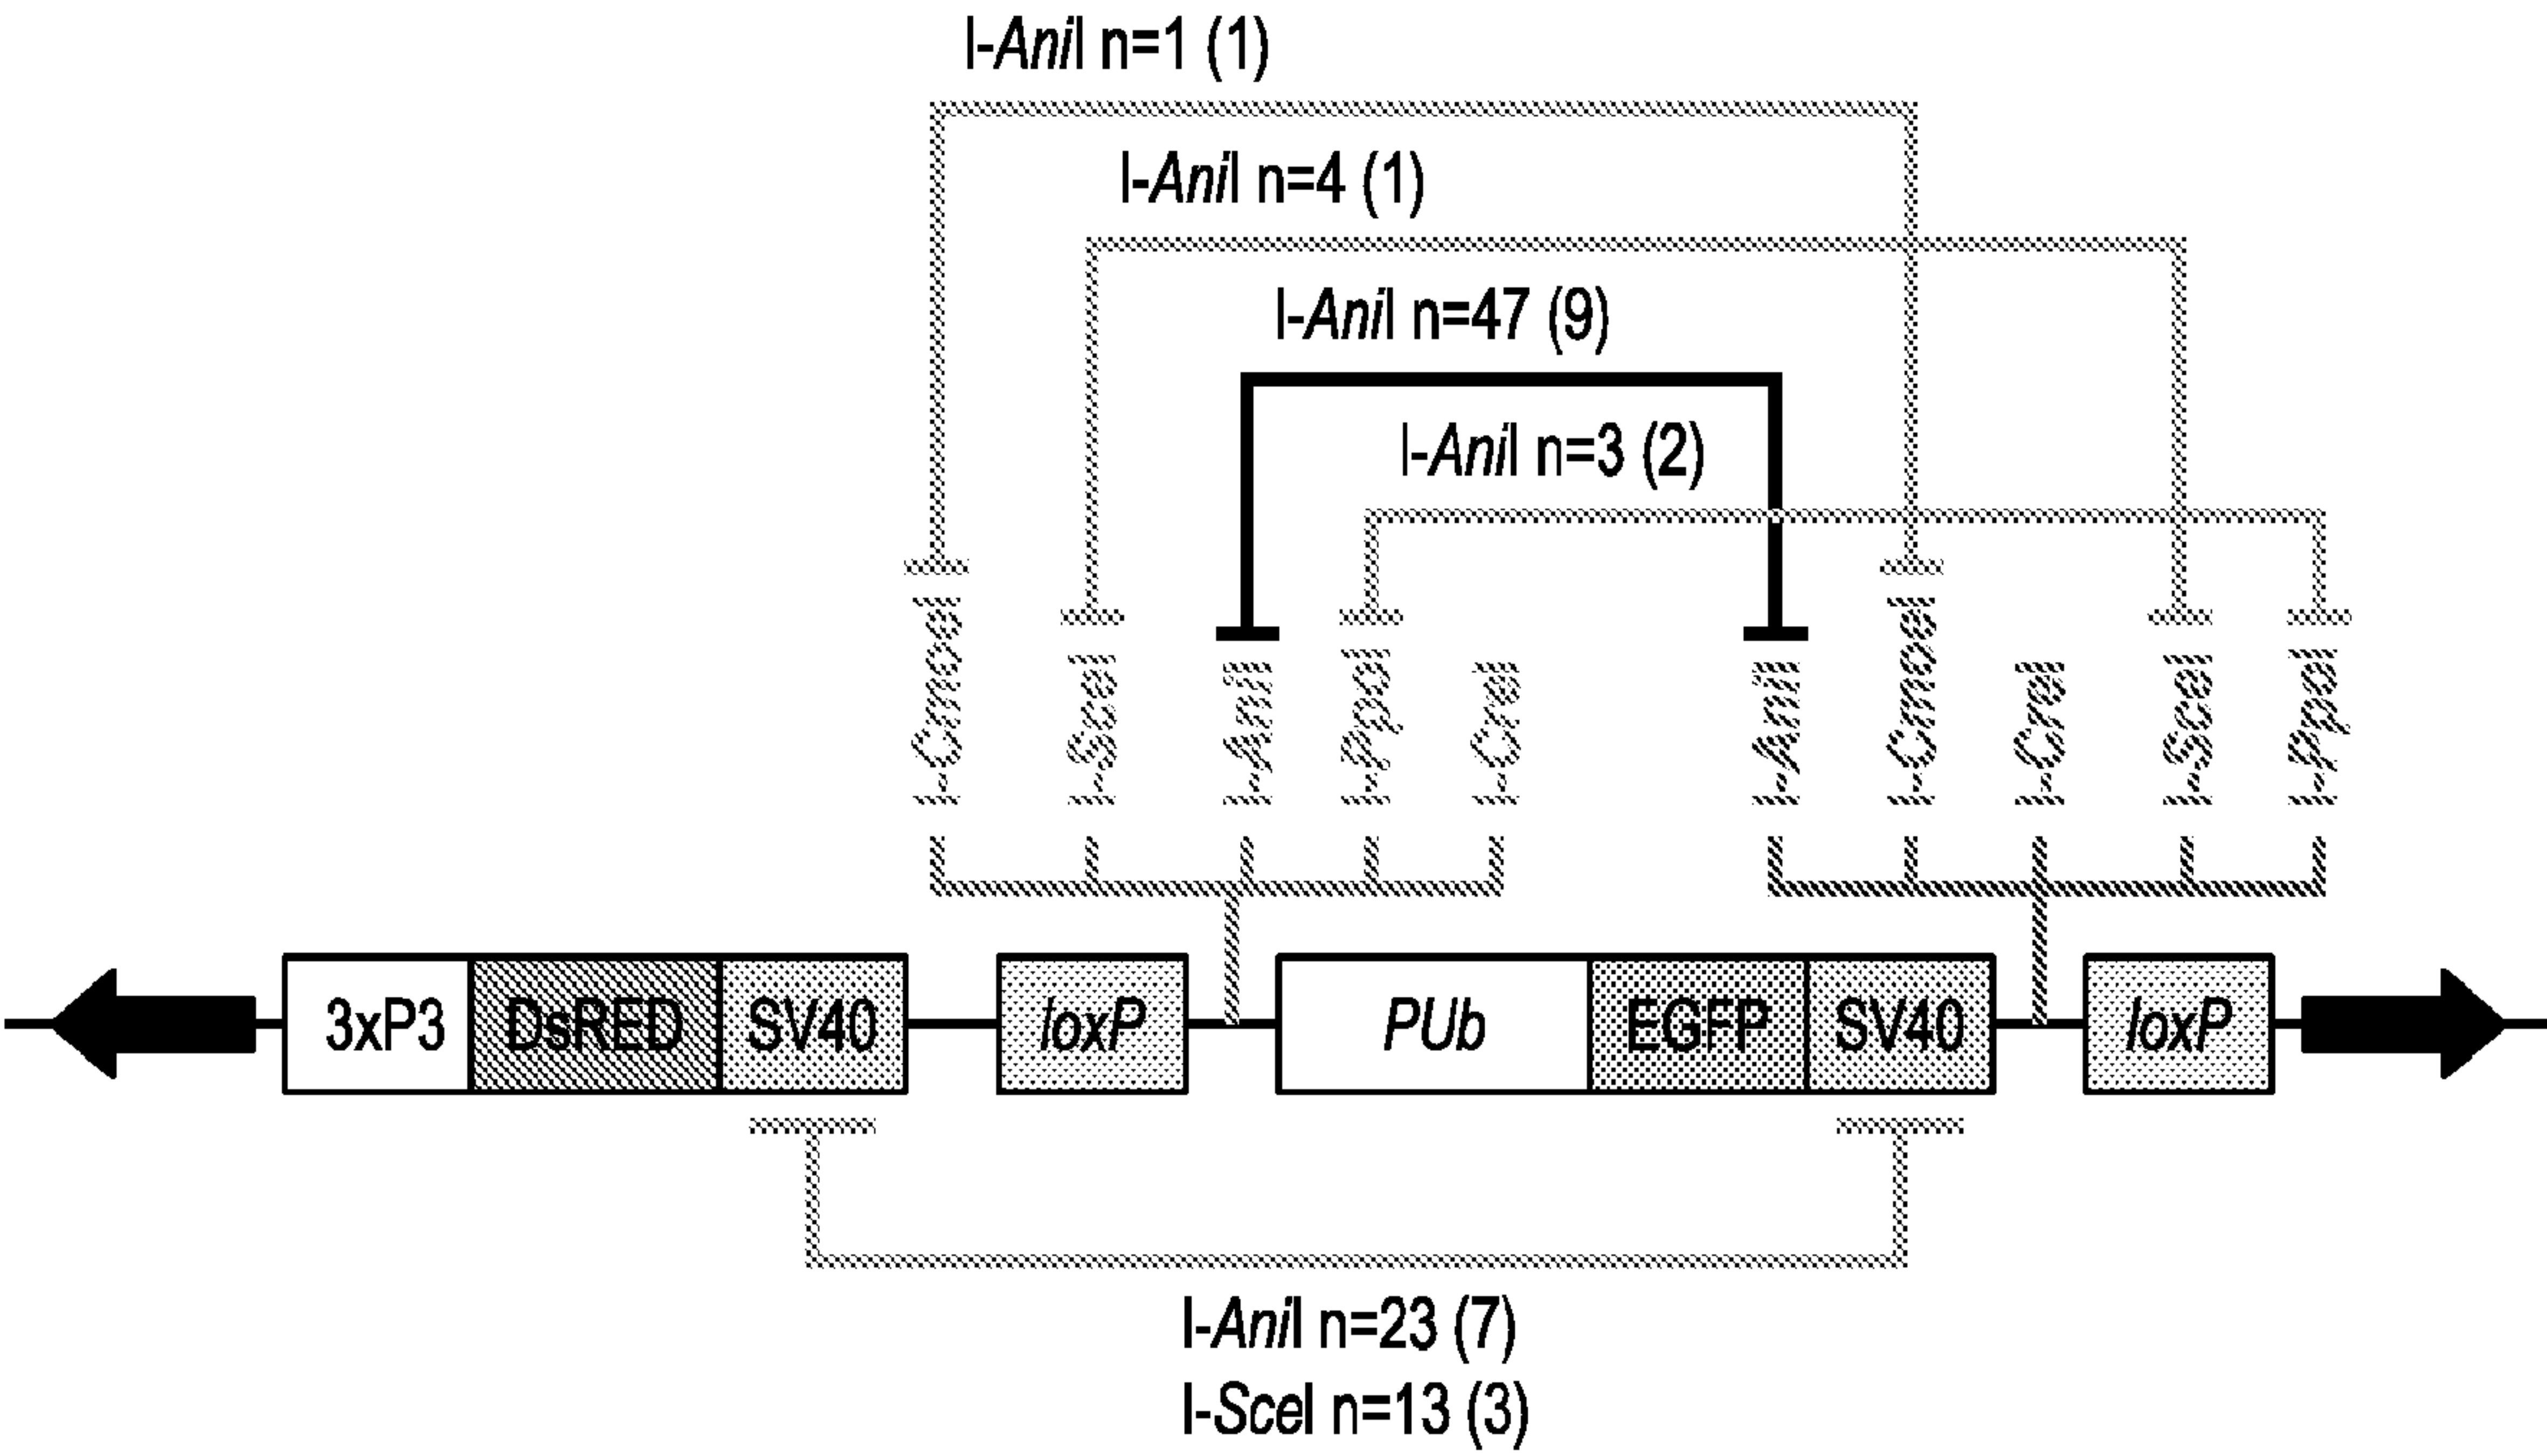 I-AniI n=1 (1)
I-AniI n=4 (1)
I-AniI n=47 (9)
I-AniI n=3 (2)
I-CmoeI
I-SceI
I-AniI
I-PpoI
I-CreI
I-AniI
I-CmoeI
I-CreI
I-SceI
I-PpoI
3xP3 DsRED SV40 loxP PUb EGFP SV40 loxP
I-AniI n=23 (7)
I-SceI n=13 (3)